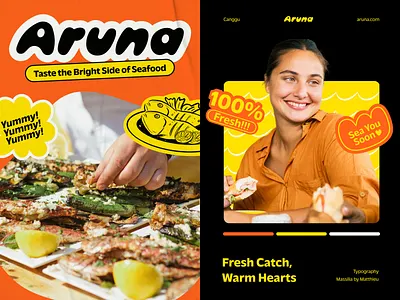 Aruna
Taste the Bright Side of Seafood
Yummy!
Yummy!
Yummy!
Canggu
Aruna
aruna.com
100%
Fresh!!!
Sea You
Soon
Fresh Catch,
Warm Hearts
Typography
Massilia by Matthieu